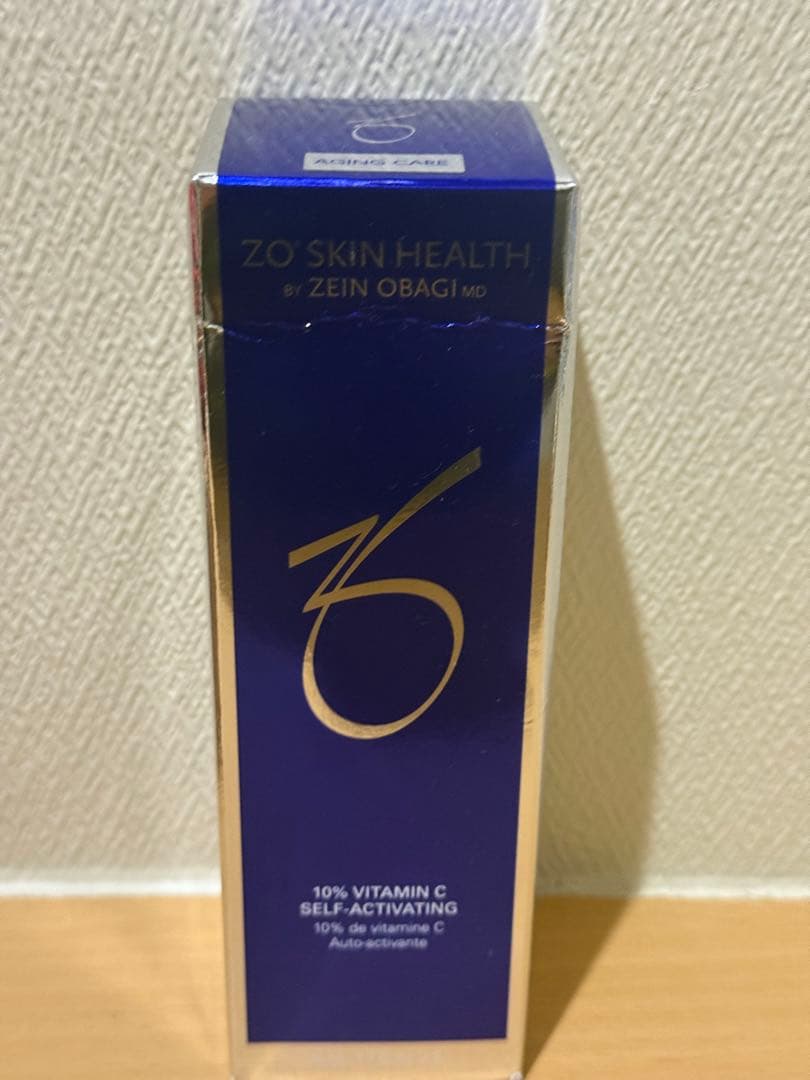 AGING CARE
ZO® SKIN HEALTH
BY ZEIN OBAGI MD
10% VITAMIN C
SELF-ACTIVATING
10% de vitamine C
Auto-activante